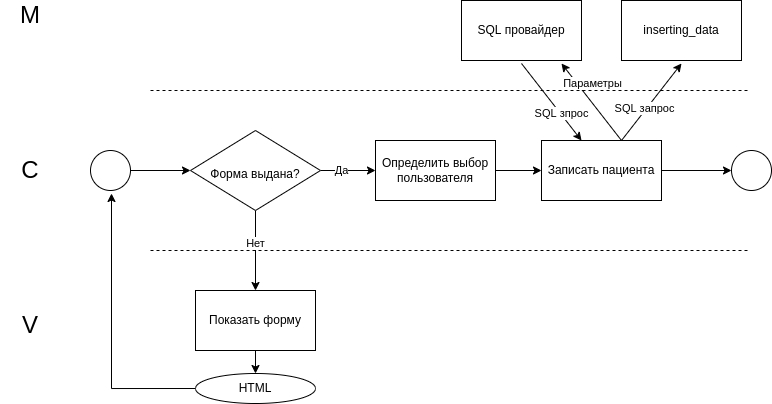 M
SQL провайдер
inserting_data
Параметры
SQL зпрос
SQL запрос
C
Форма выдана?
Да
Определить выбор
пользователя
Записать пациента
Нет
V
Показать форму
HTML